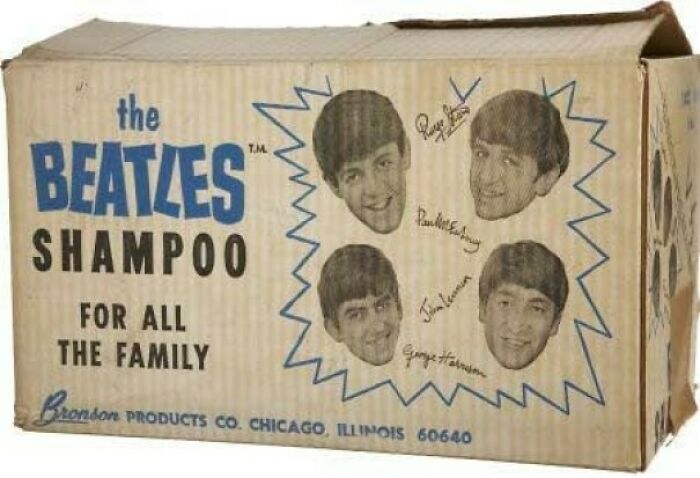 the
BEATLES T.M.
SHAMPOO
FOR ALL
THE FAMILY
Ringo Starr
Paul McCartney
John Lennon
George Harrison
Bronson PRODUCTS CO. CHICAGO, ILLINOIS 60640